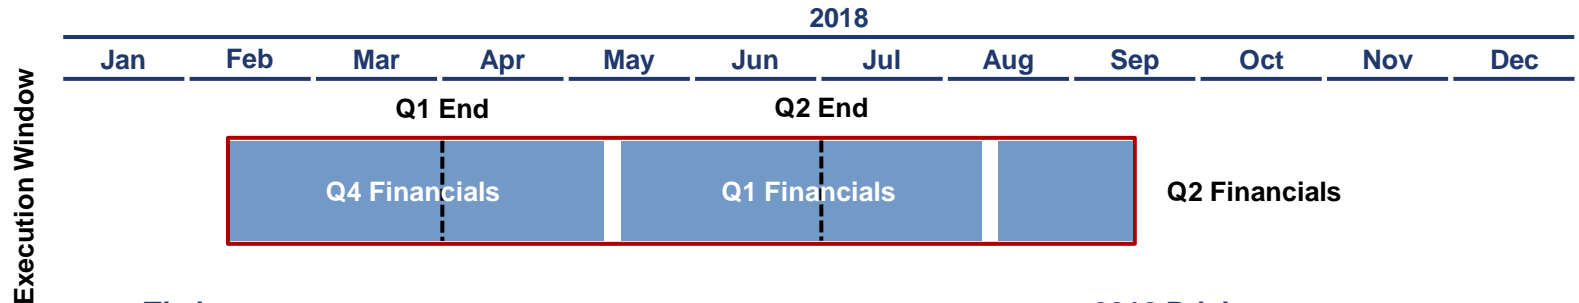 2018
Jan Feb Mar Apr May Jun Jul Aug Sep Oct Nov Dec
Q1 End Q2 End
Execution Window
Q4 Financials Q1 Financials Q2 Financials